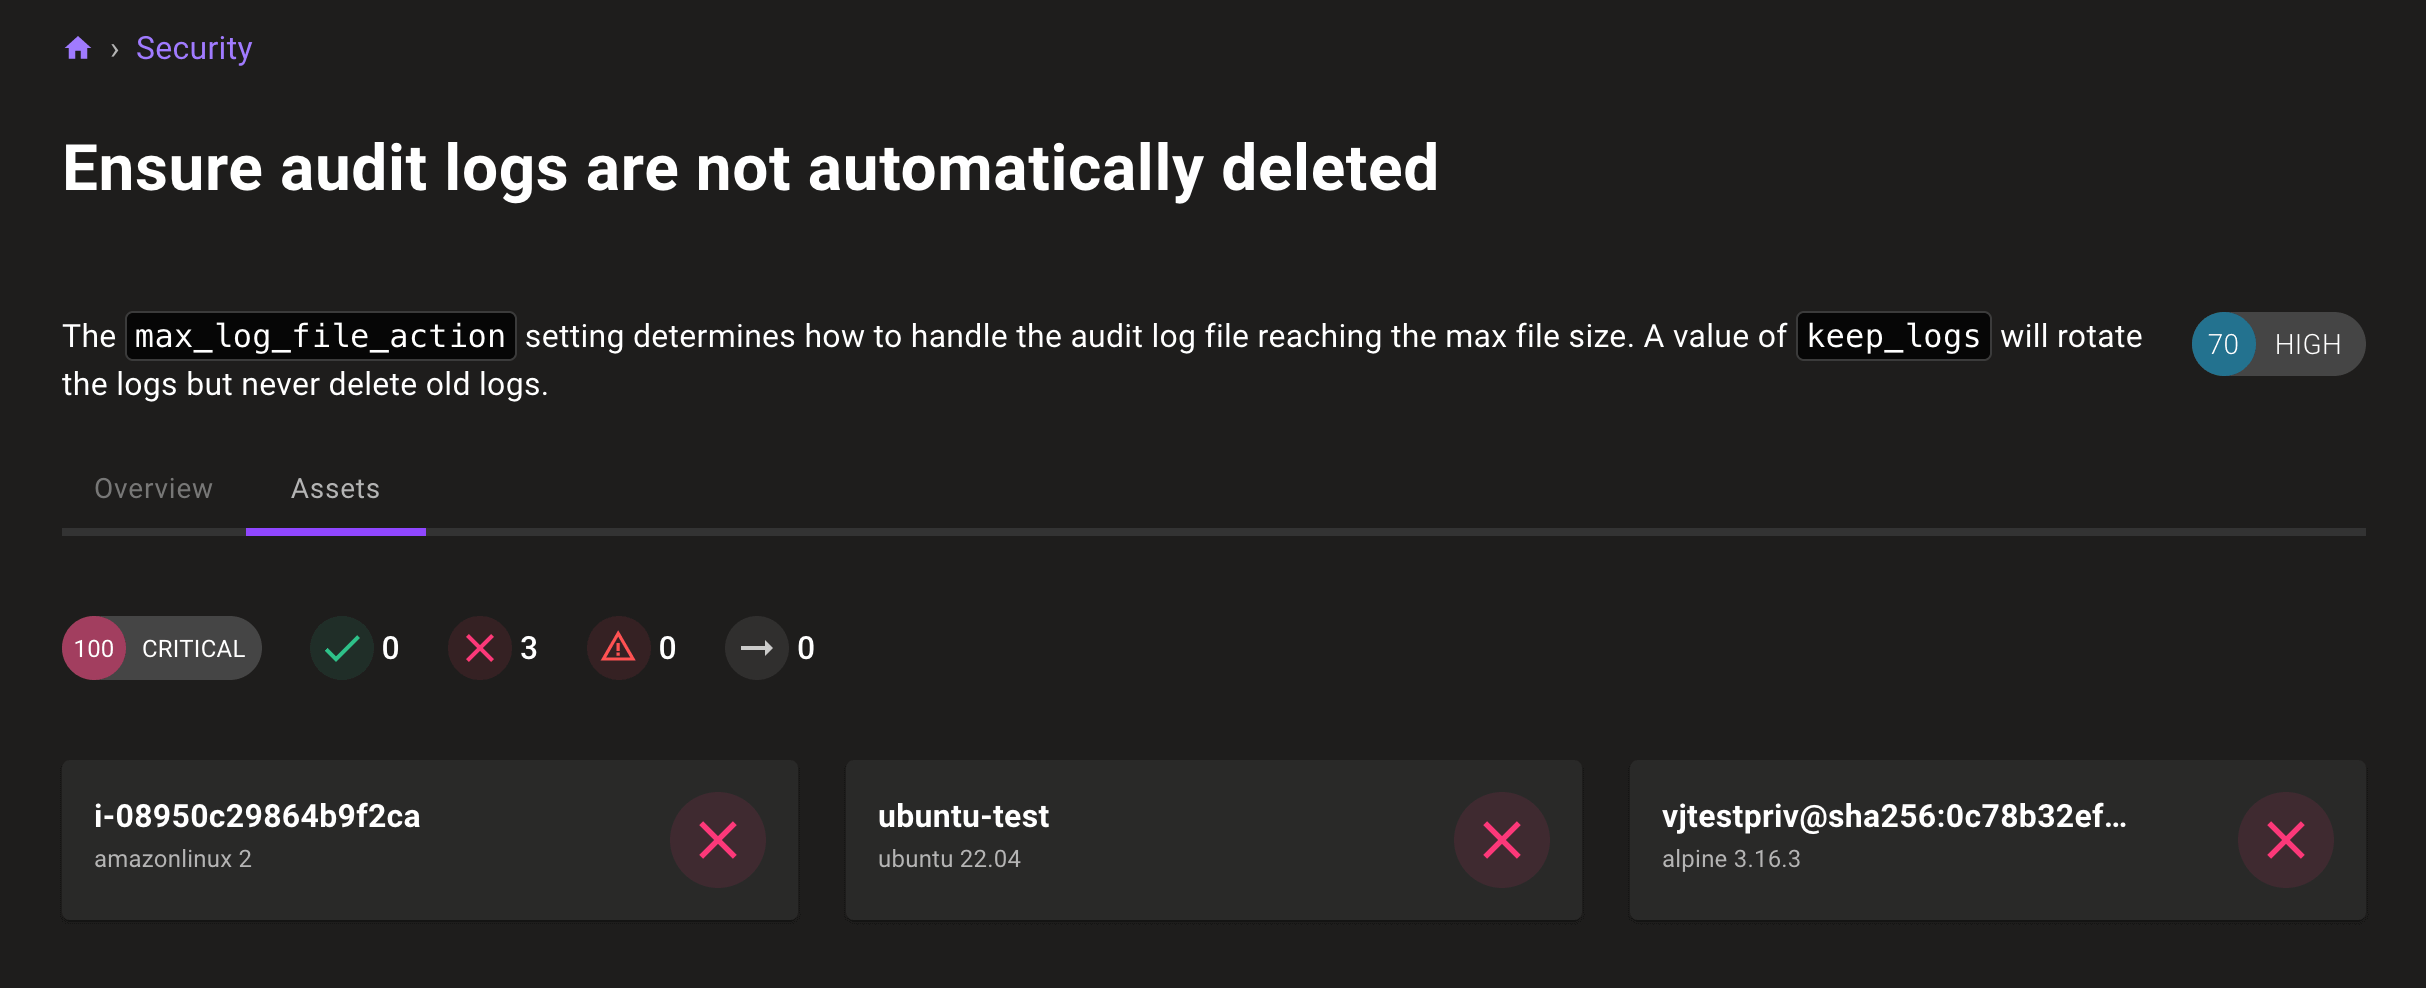 › Security
Ensure audit logs are not automatically deleted
The max_log_file_action setting determines how to handle the audit log file reaching the max file size. A value of keep_logs will rotate
the logs but never delete old logs.
70 HIGH
Overview Assets
100 CRITICAL 0 3 0 0
i-08950c29864b9f2ca
amazonlinux 2
ubuntu-test
ubuntu 22.04
vjtestpriv@sha256:0c78b32ef...
alpine 3.16.3